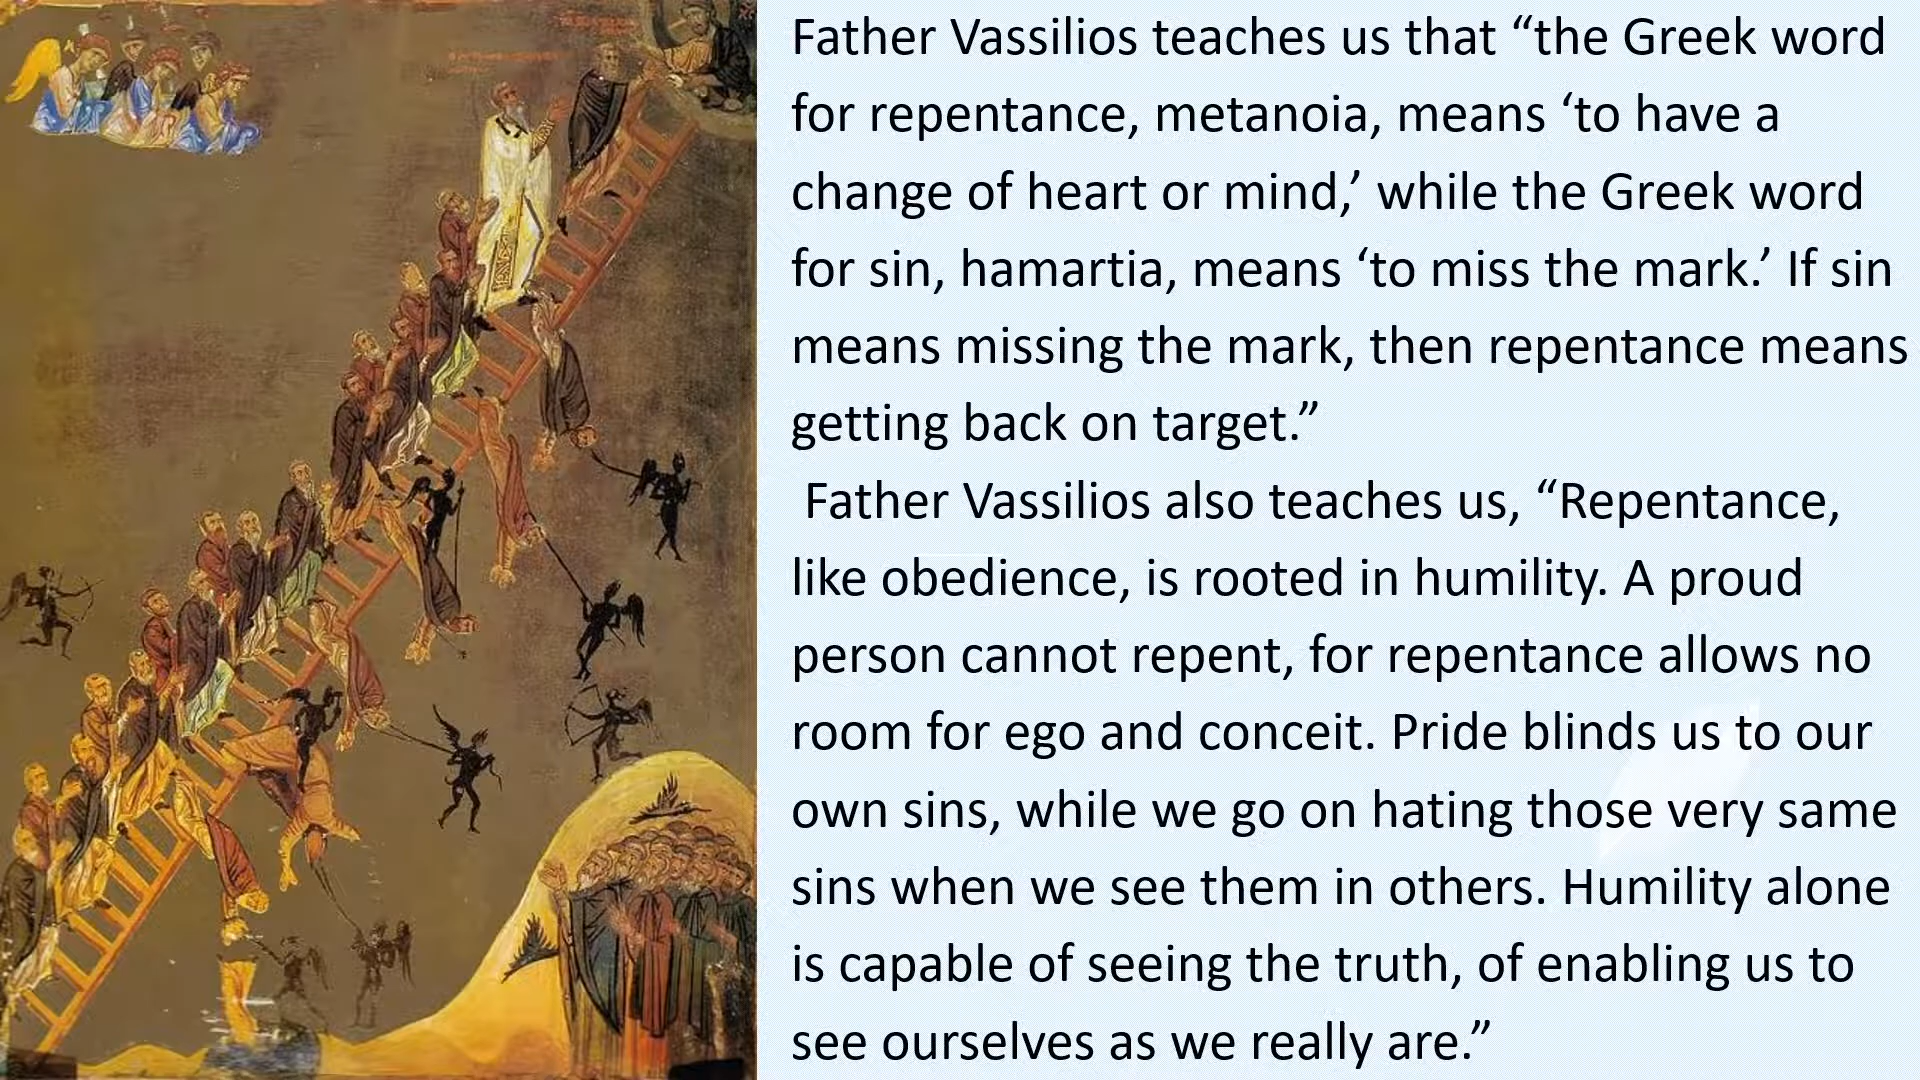 Father Vassilios teaches us that “the Greek word
for repentance, metanoia, means ‘to have a
change of heart or mind,’ while the Greek word
for sin, hamartia, means ‘to miss the mark.’ If sin
means missing the mark, then repentance means
getting back on target.”
Father Vassilios also teaches us, “Repentance,
like obedience, is rooted in humility. A proud
person cannot repent, for repentance allows no
room for ego and conceit. Pride blinds us to our
own sins, while we go on hating those very same
sins when we see them in others. Humility alone
is capable of seeing the truth, of enabling us to
see ourselves as we really are.”